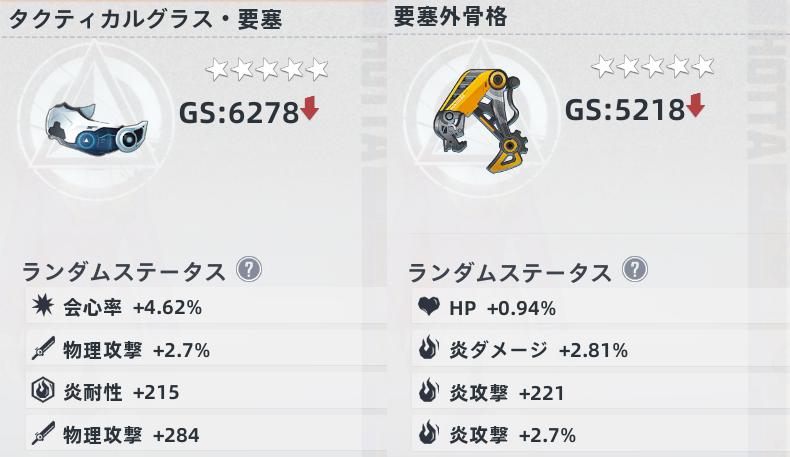 タクティカルグラス・要塞
GS:6278
ランダムステータス ?
会心率 +4.62%
物理攻撃 +2.7%
炎耐性 +215
物理攻撃 +284
要塞外骨格
GS:5218
ランダムステータス ?
HP +0.94%
炎ダメージ +2.81%
炎攻撃 +221
炎攻撃 +2.7%
HOTTA